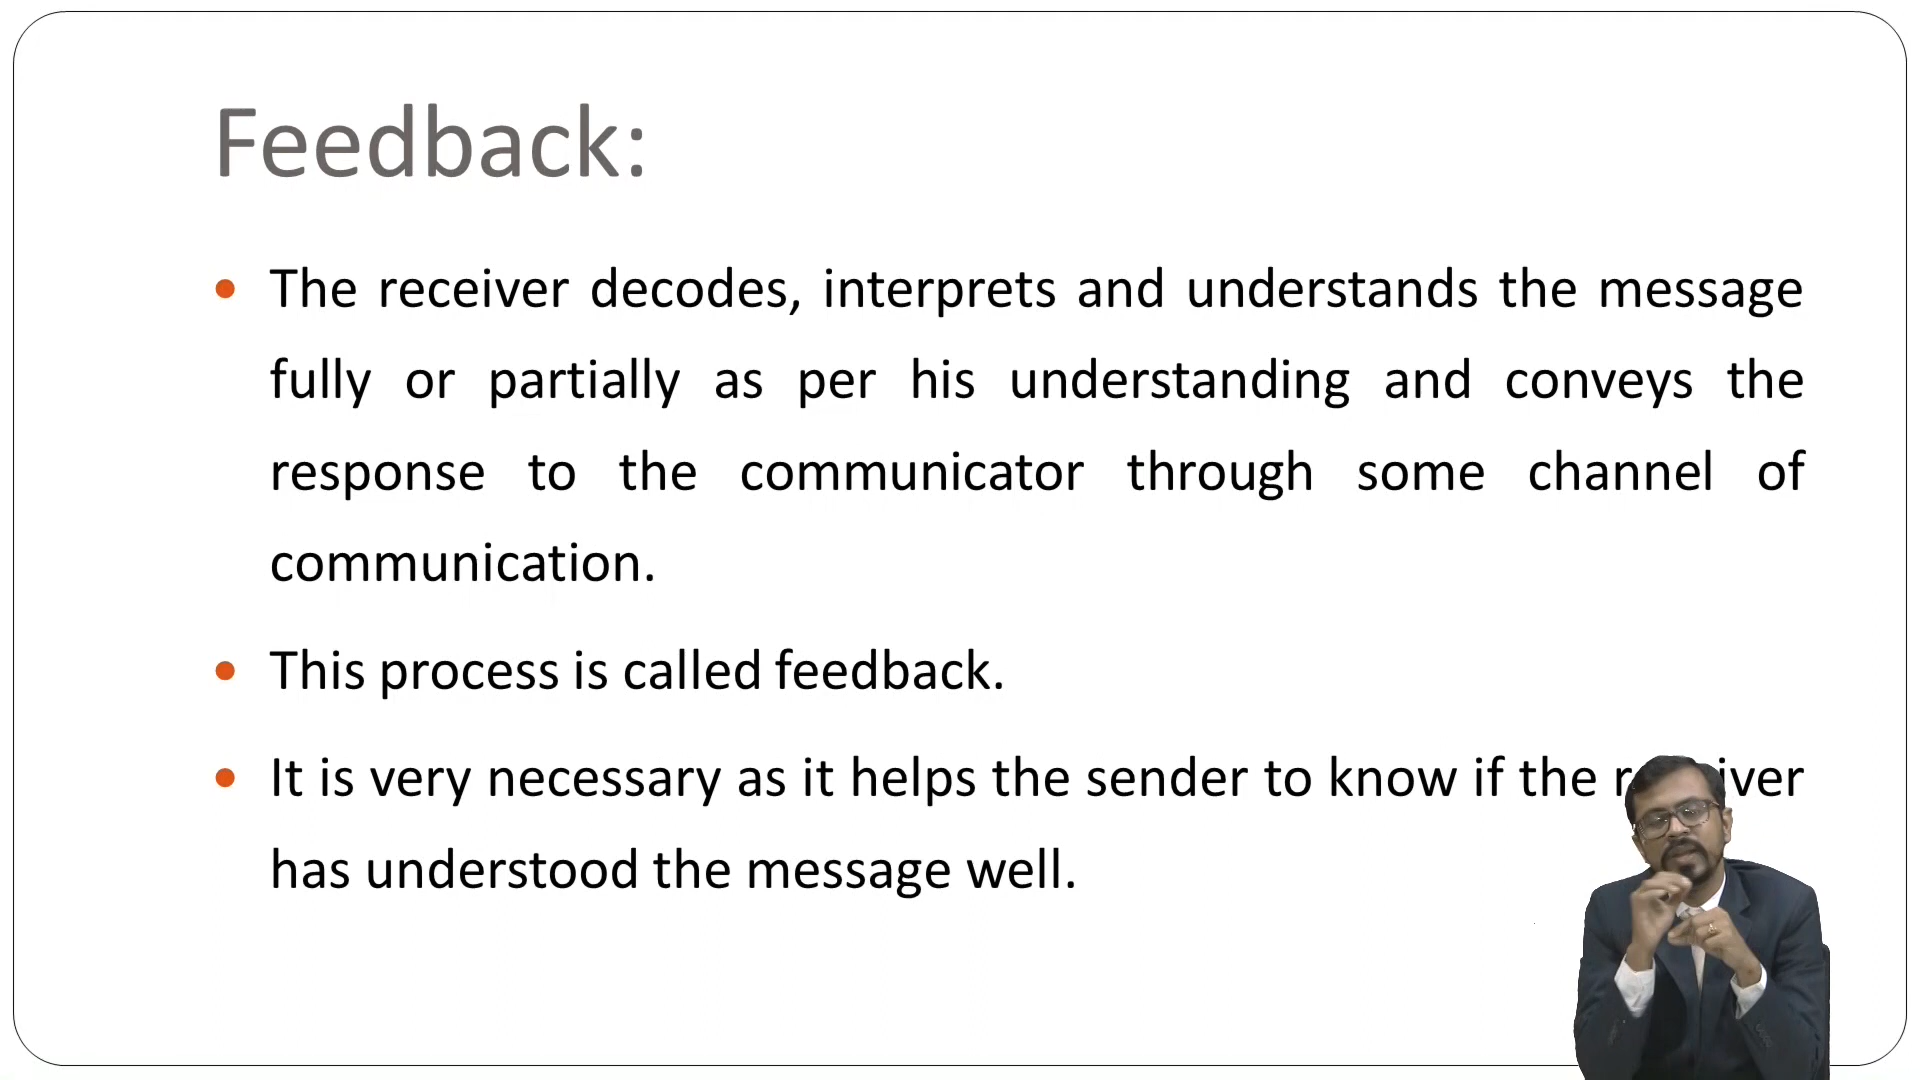 Feedback:
• The receiver decodes, interprets and understands the message
fully or partially as per his understanding and conveys the
response to the communicator through some channel of
communication.
• This process is called feedback.
• It is very necessary as it helps the sender to know if the
has understood the message well.